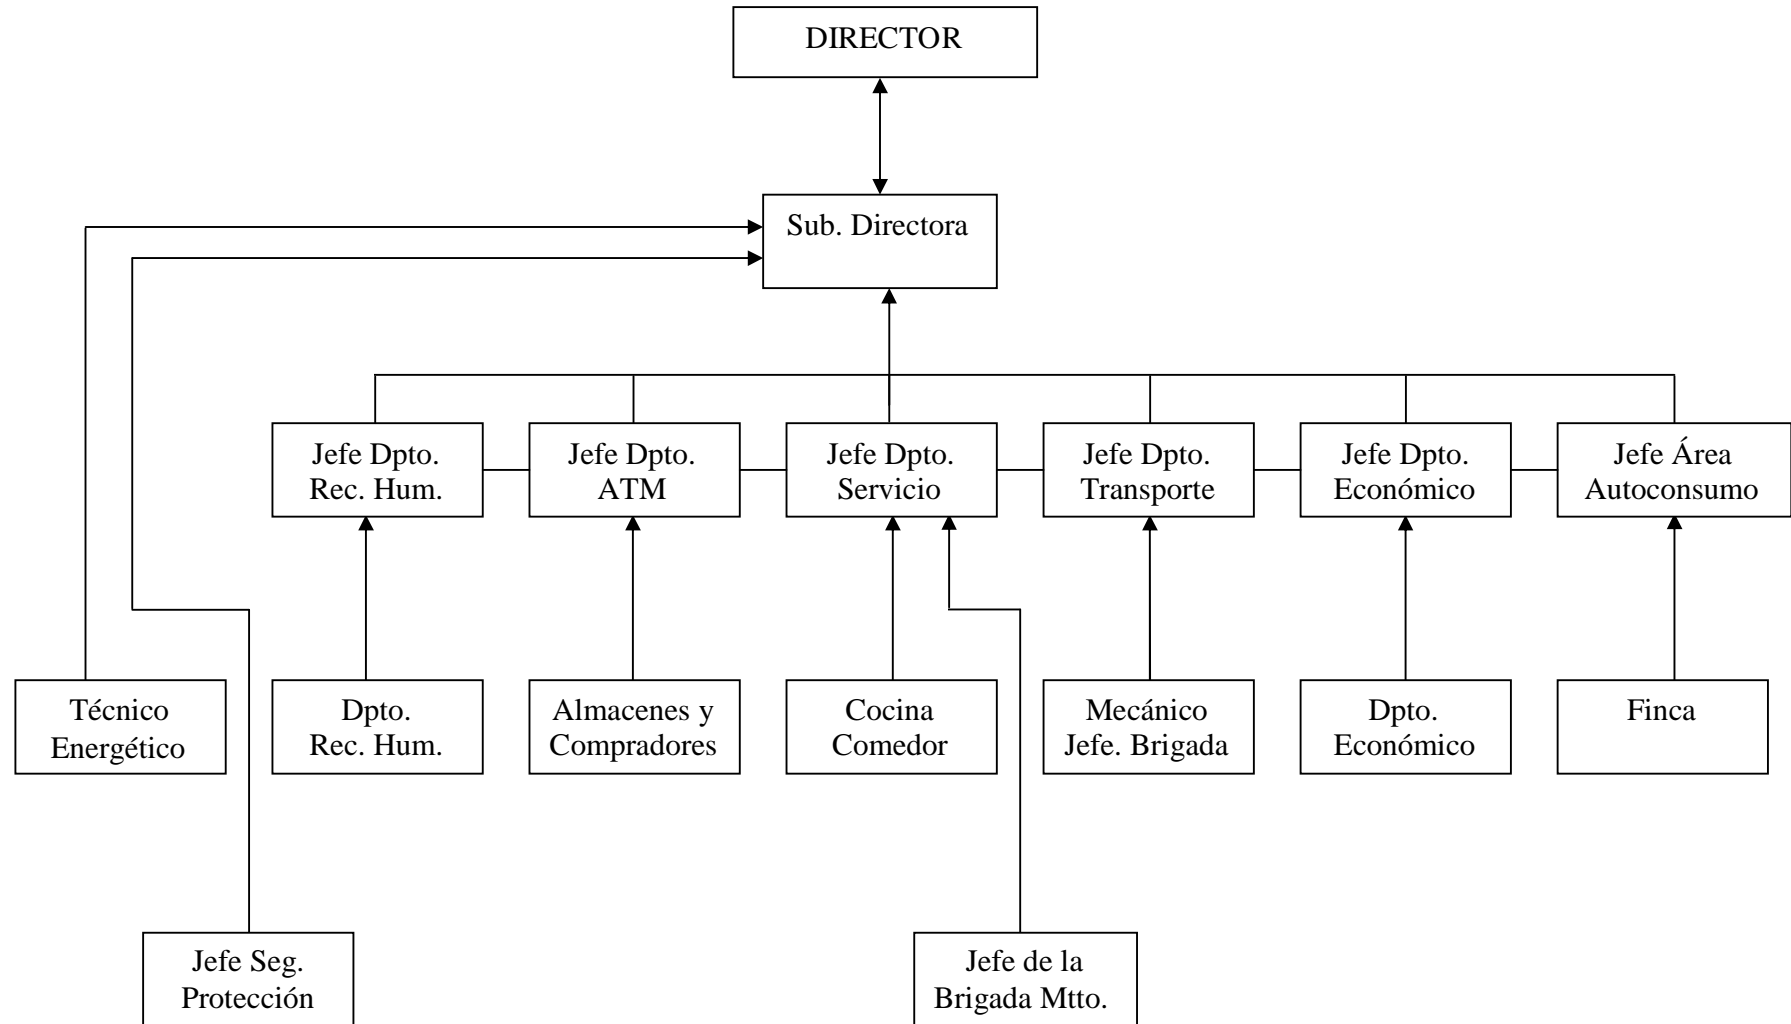 DIRECTOR
Sub. Directora
Jefe Dpto.
Rec. Hum.
Jefe Dpto.
ATM
Jefe Dpto.
Servicio
Jefe Dpto.
Transporte
Jefe Dpto.
Económico
Jefe Área
Autoconsumo
Técnico
Energético
Dpto.
Rec. Hum.
Almacenes y
Compradores
Cocina
Comedor
Mecánico
Jefe. Brigada
Dpto.
Económico
Finca
Jefe Seg.
Protección
Jefe de la
Brigada Mtto.